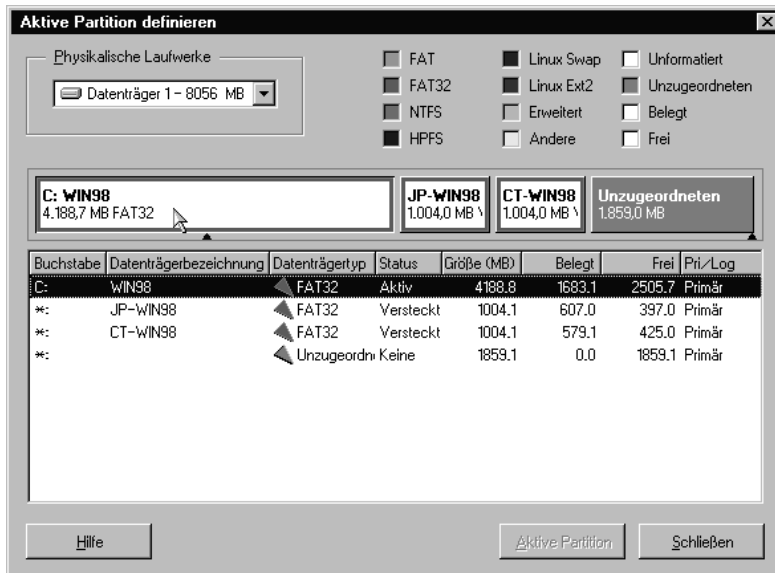 Aktive Partition definieren
Physikalische Laufwerke
Datenträger 1 - 8056 MB
FAT
FAT32
NTFS
HPFS
Linux Swap
Linux Ext2
Erweitert
Andere
Unformatiert
Unzugeordneten
Belegt
Frei
C: WIN98
4.188,7 MB FAT32
JP-WIN98
1.004,0 MB
CT-WIN98
1.004,0 MB
Unzugeordneten
1.859,0 MB
Buchstabe Datenträgerbezeichnung Datenträgertyp Status Größe (MB) Belegt Frei Pri/Log
C: WIN98 FAT32 Aktiv 4188.8 1683.1 2505.7 Primär
*: JP-WIN98 FAT32 Versteckt 1004.1 607.0 397.0 Primär
*: CT-WIN98 FAT32 Versteckt 1004.1 579.1 425.0 Primär
*: Unzugeordn Keine 1859.1 0.0 1859.1 Primär
Hilfe
Aktive Partition
Schließen